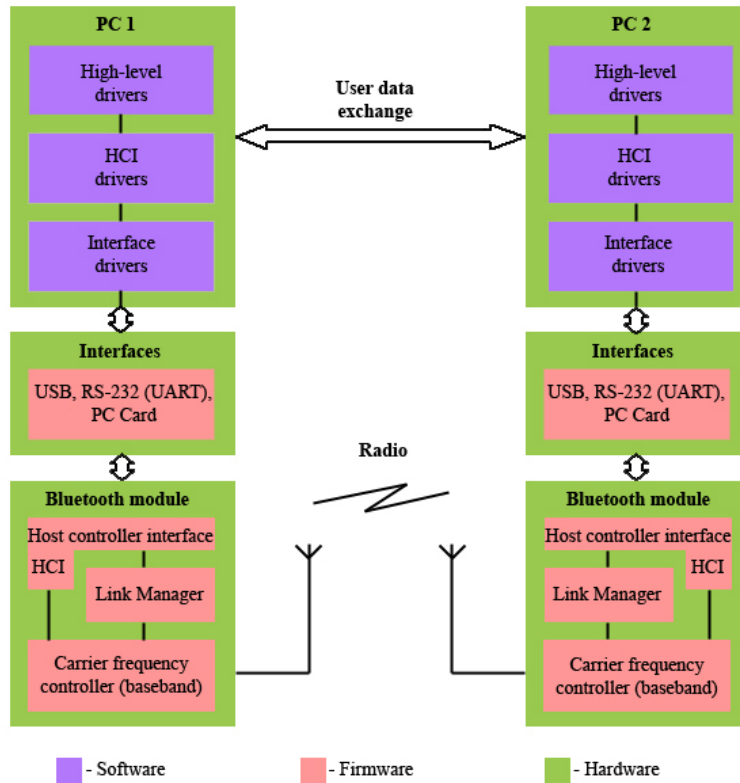 PC 1
High-level
drivers
HCI
drivers
Interface
drivers
User data
exchange
PC 2
High-level
drivers
HCI
drivers
Interface
drivers
Interfaces
USB, RS-232 (UART),
PC Card
Interfaces
USB, RS-232 (UART),
PC Card
Radio
Bluetooth module
Host controller interface
HCI
Link Manager
Carrier frequency
controller (baseband)
Bluetooth module
Host controller interface
HCI
Link Manager
Carrier frequency
controller (baseband)
- Software
- Firmware
- Hardware